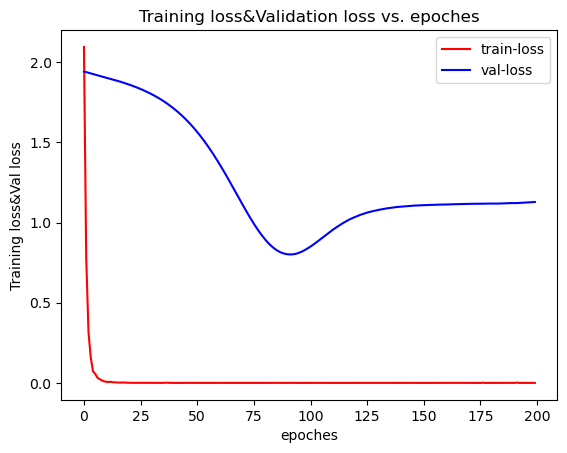 Training loss&Validation loss vs. epoches
train-loss
val-loss
Training loss&Val loss
2.0
1.5
1.0
0.5
0.0
0 25 50 75 100 125 150 175 200
epoches